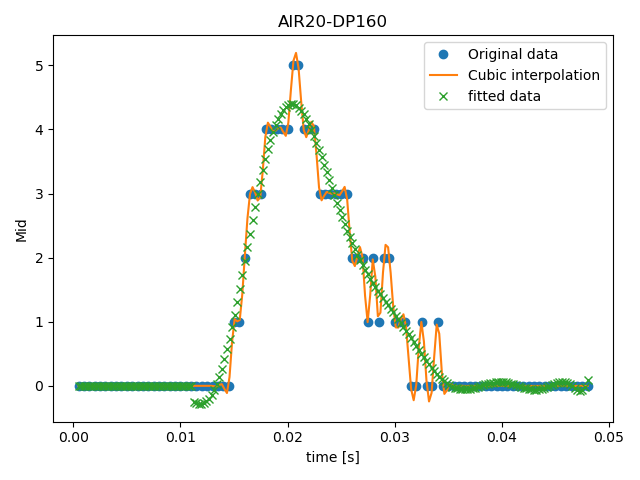 AIR20-DP160
Original data
Cubic interpolation
fitted data
Mid
5
4
3
2
1
0
0.00
0.01
0.02
0.03
0.04
0.05
time [s]